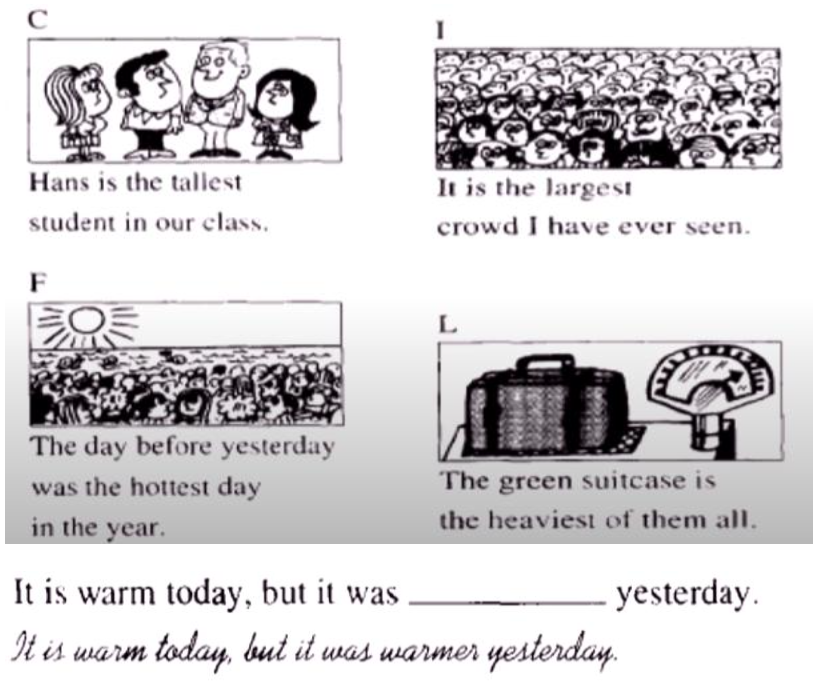 C
Hans is the tallest
student in our class.
I
It is the largest
crowd I have ever seen.
F
The day before yesterday
was the hottest day
in the year.
L
The green suitcase is
the heaviest of them all.
It is warm today, but it was ____________ yesterday.
It is warm today, but it was warmer yesterday.